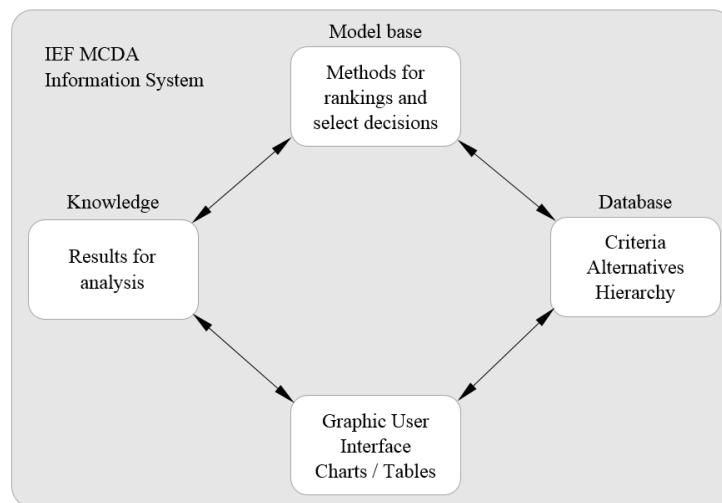 IEF MCDA
Information System
Model base
Methods for
rankings and
select decisions
Knowledge
Results for
analysis
Database
Criteria
Alternatives
Hierarchy
Graphic User
Interface
Charts / Tables